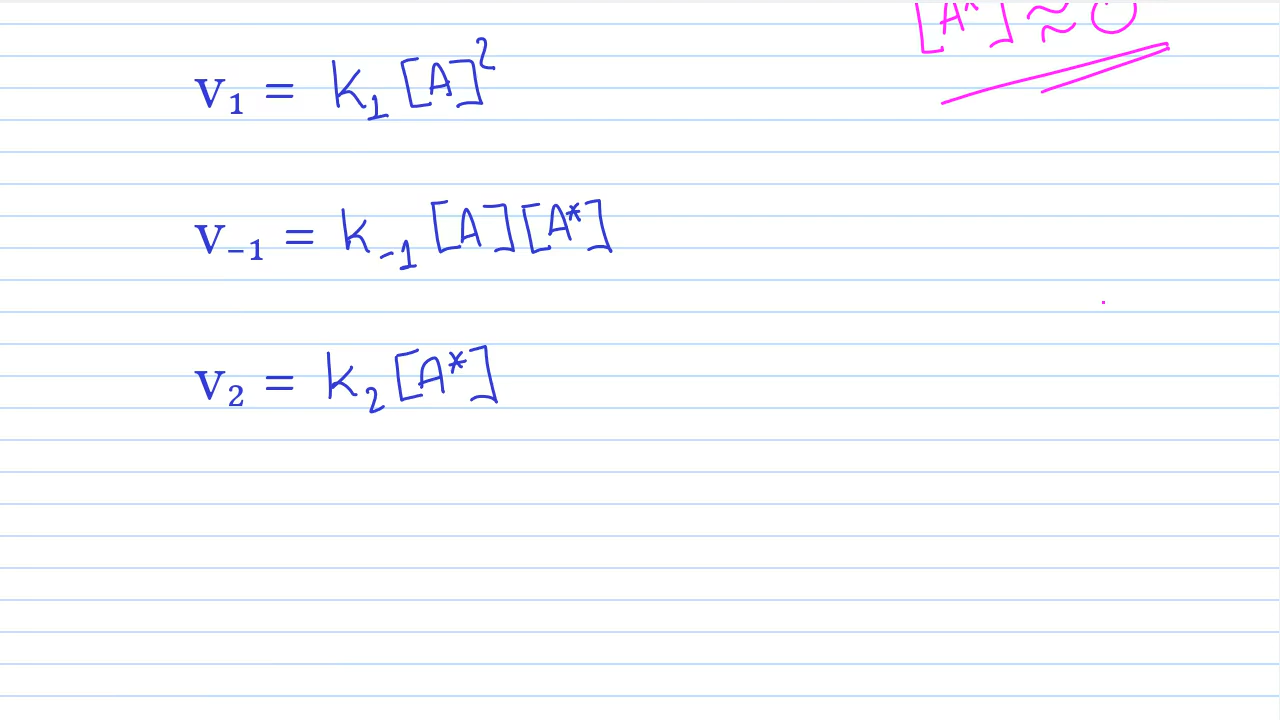 [A*] ≈ 0
v₁ = k₁ [A]²
v₋₁ = k₋₁ [A][A*]
v₂ = k₂ [A*]